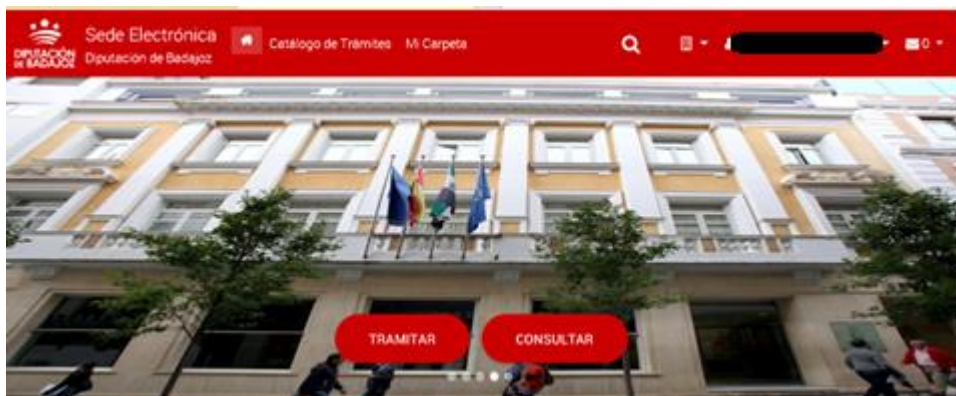 DIPUTACIÓN
DE BADAJOZ
Sede Electrónica
Diputación de Badajoz
Catálogo de Trámites
Mi Carpeta
0
TRAMITAR
CONSULTAR